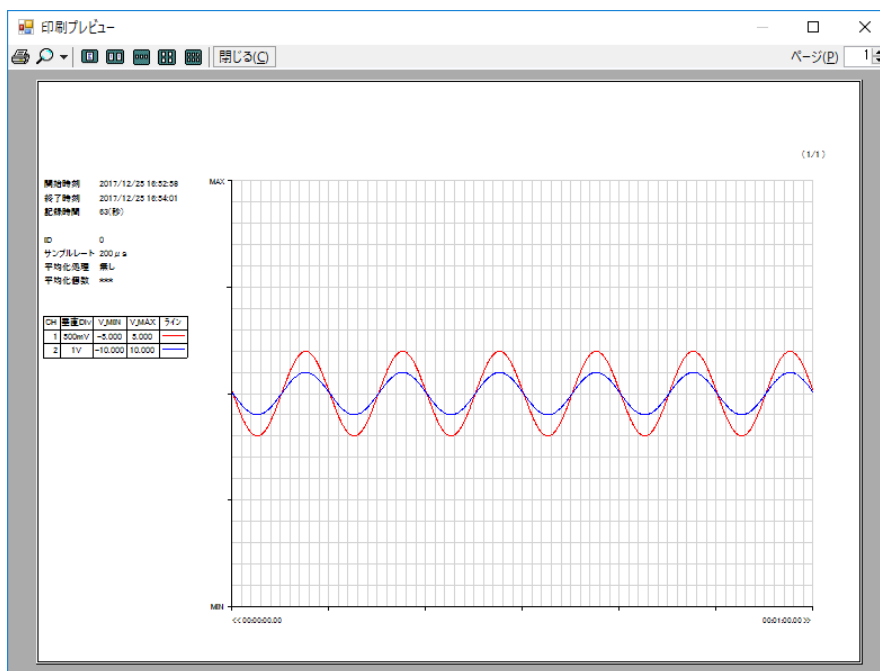 印刷プレビュー
閉じる(C)
ページ(P) 1
(1/1)
開始時刻 2017/12/25 18:52:58
終了時刻 2017/12/25 18:54:01
記録時間 63(秒)
ID 0
サンプルレート 200μs
平均化処理 無し
平均化個数 ***
CH 垂直Div V_MIN V_MAX ライン
1 500mV -5.000 5.000
2 1V -10.000 10.000
MAX
MIN
<< 00:00:00.00
00:01:00.00 >>